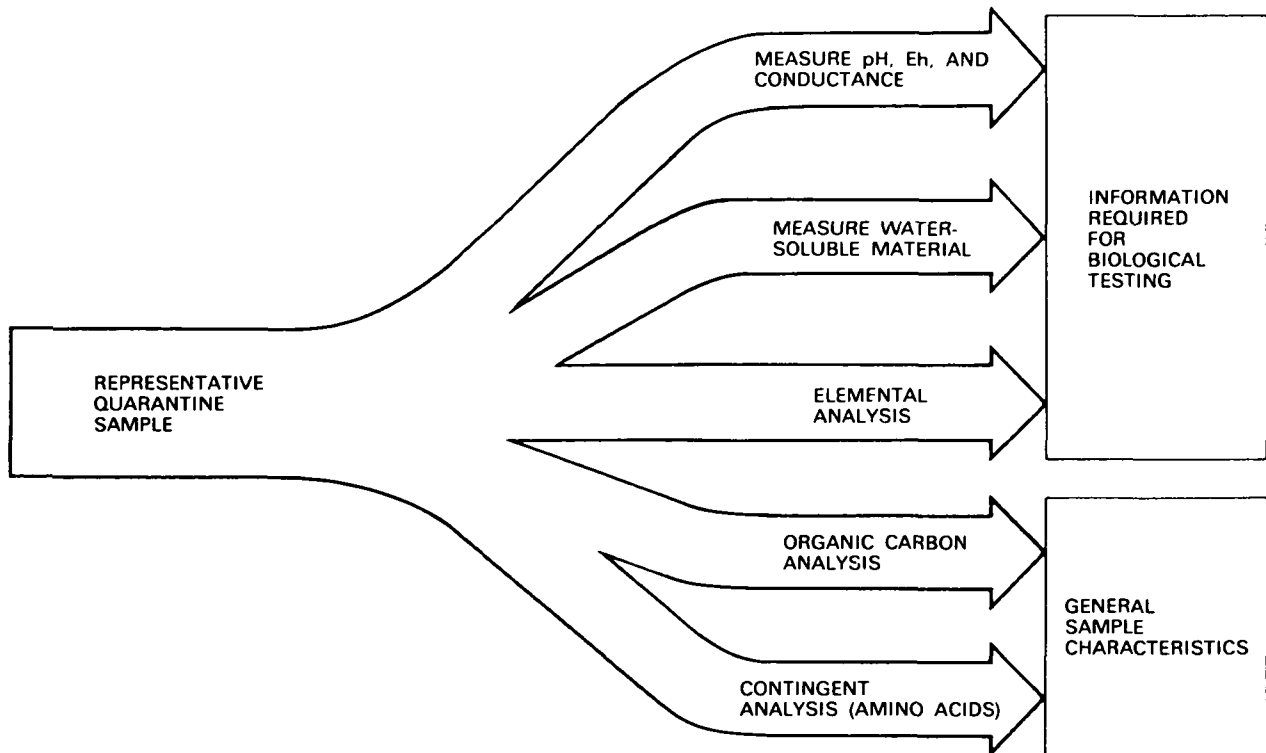 MEASURE pH, Eh, AND
CONDUCTANCE
MEASURE WATER-
SOLUBLE MATERIAL
INFORMATION
REQUIRED
FOR
BIOLOGICAL
TESTING
REPRESENTATIVE
QUARANTINE
SAMPLE
ELEMENTAL
ANALYSIS
ORGANIC CARBON
ANALYSIS
GENERAL
SAMPLE
CHARACTERISTICS
CONTINGENT
ANALYSIS (AMINO ACIDS)